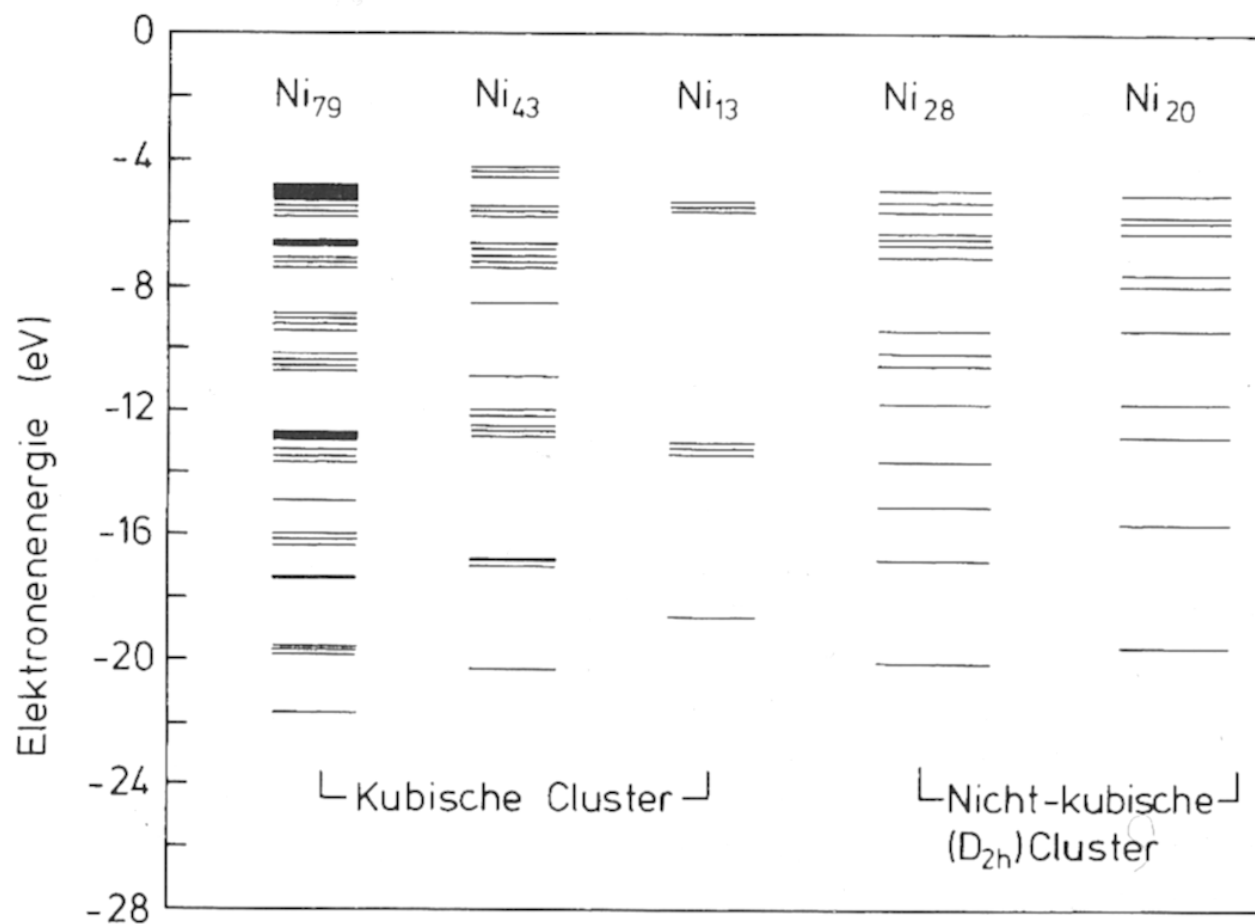 Elektronenenergie (eV)
0
-4
-8
-12
-16
-20
-24
-28
Ni₇₉ Ni₄₃ Ni₁₃ Ni₂₈ Ni₂₀
Kubische Cluster
Nicht-kubische
(D₂ₕ) Cluster